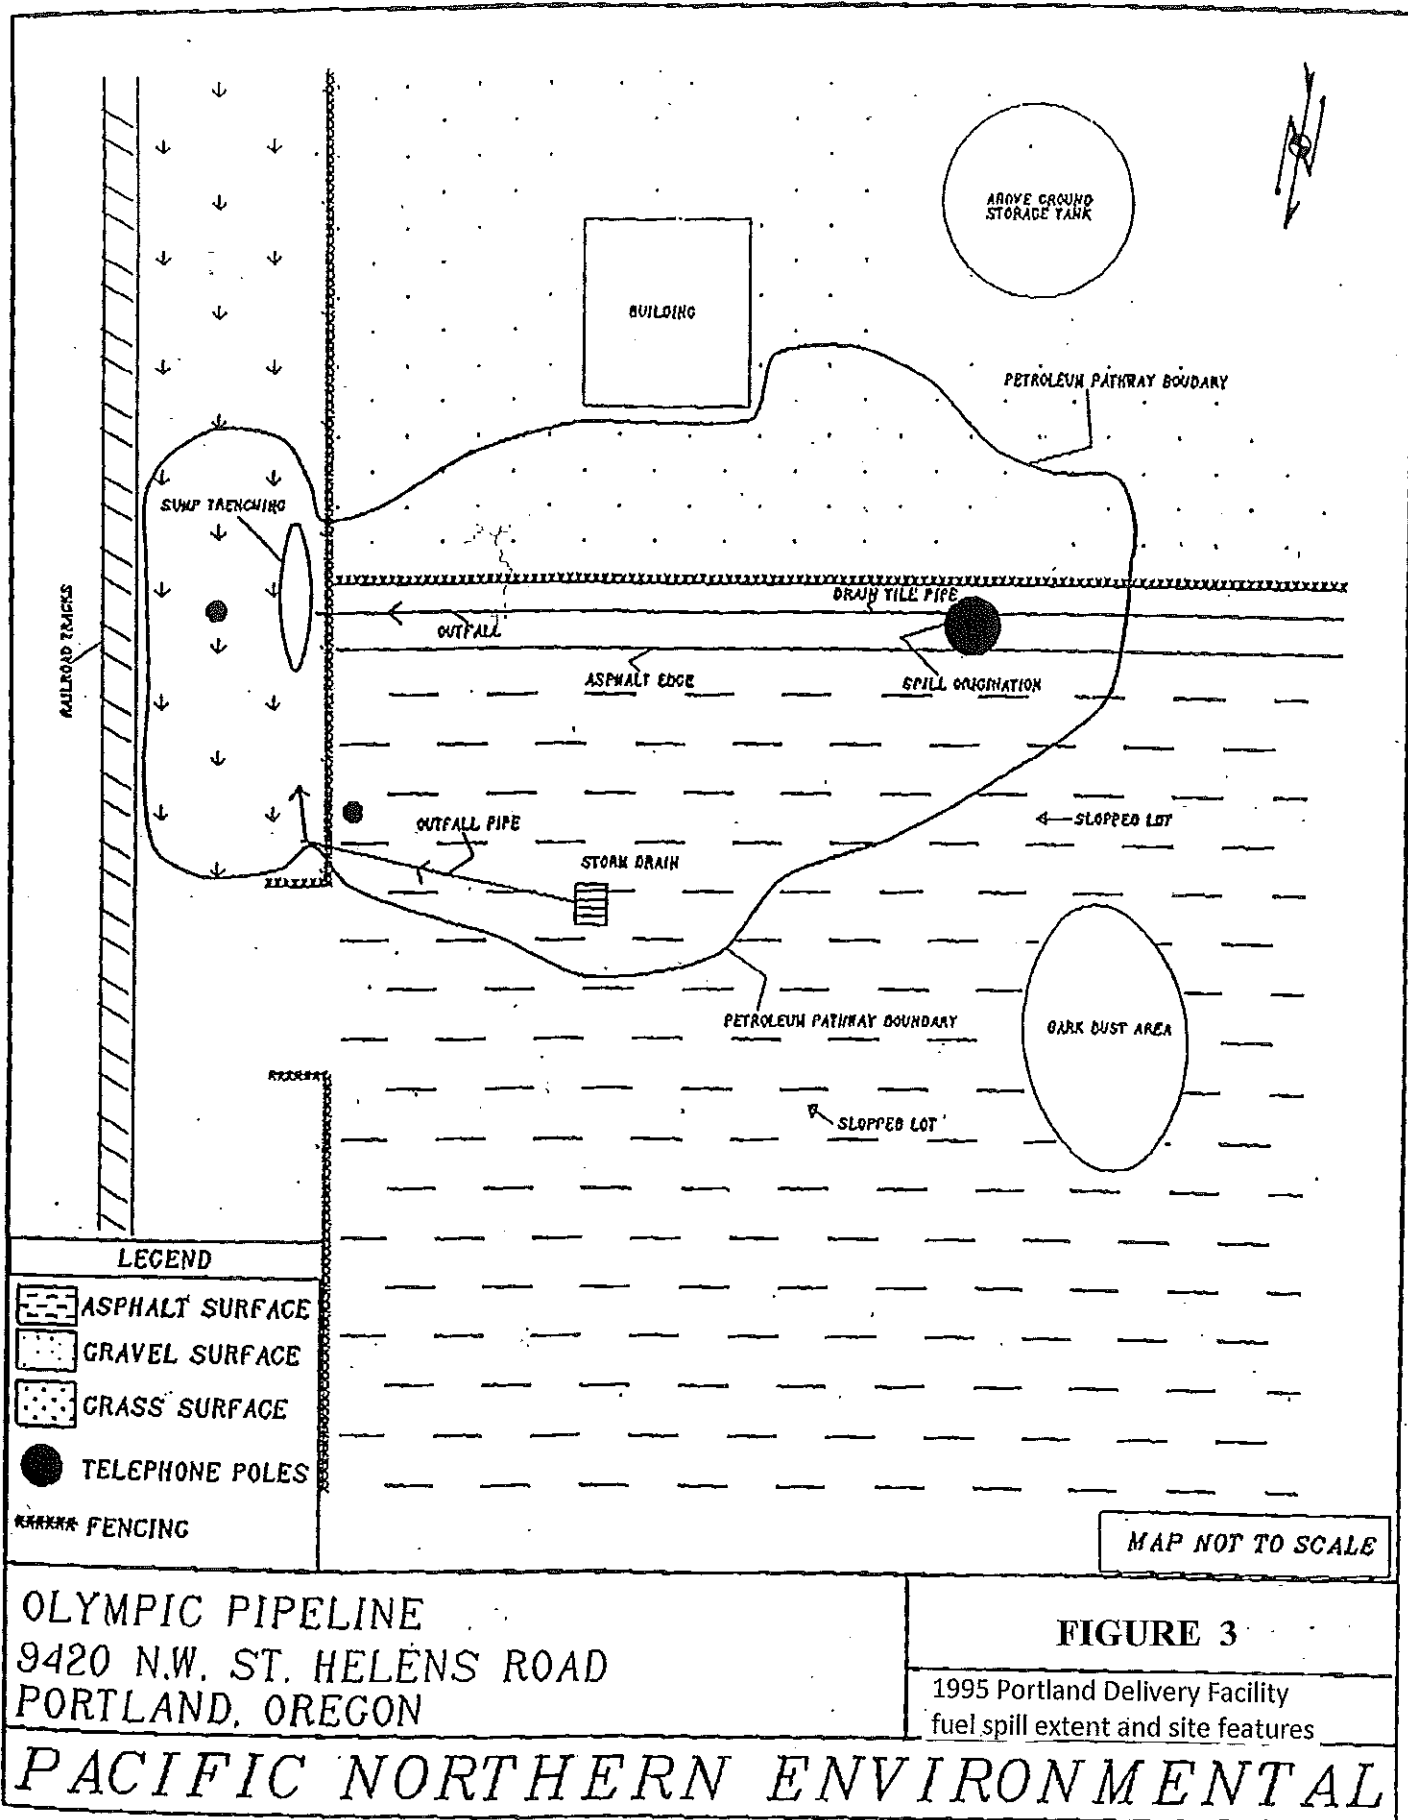 ABOVE GROUND
STORAGE TANK
BUILDING
PETROLEUM PATHWAY BOUDARY
SUMP TRENCHING
RAILROAD TRACKS
DRAIN TILE PIPE
OUTFALL
ASPHALT EDGE
SPILL ORIGINATION
OUTFALL PIPE
SLOPPED LOT
STORM DRAIN
PETROLEUM PATHWAY BOUNDARY
DARK DUST AREA
SLOPPED LOT
LEGEND
ASPHALT SURFACE
GRAVEL SURFACE
GRASS SURFACE
TELEPHONE POLES
FENCING
MAP NOT TO SCALE
OLYMPIC PIPELINE
9420 N.W. ST. HELENS ROAD
PORTLAND, OREGON
FIGURE 3
1995 Portland Delivery Facility
fuel spill extent and site features
PACIFIC NORTHERN ENVIRONMENTAL